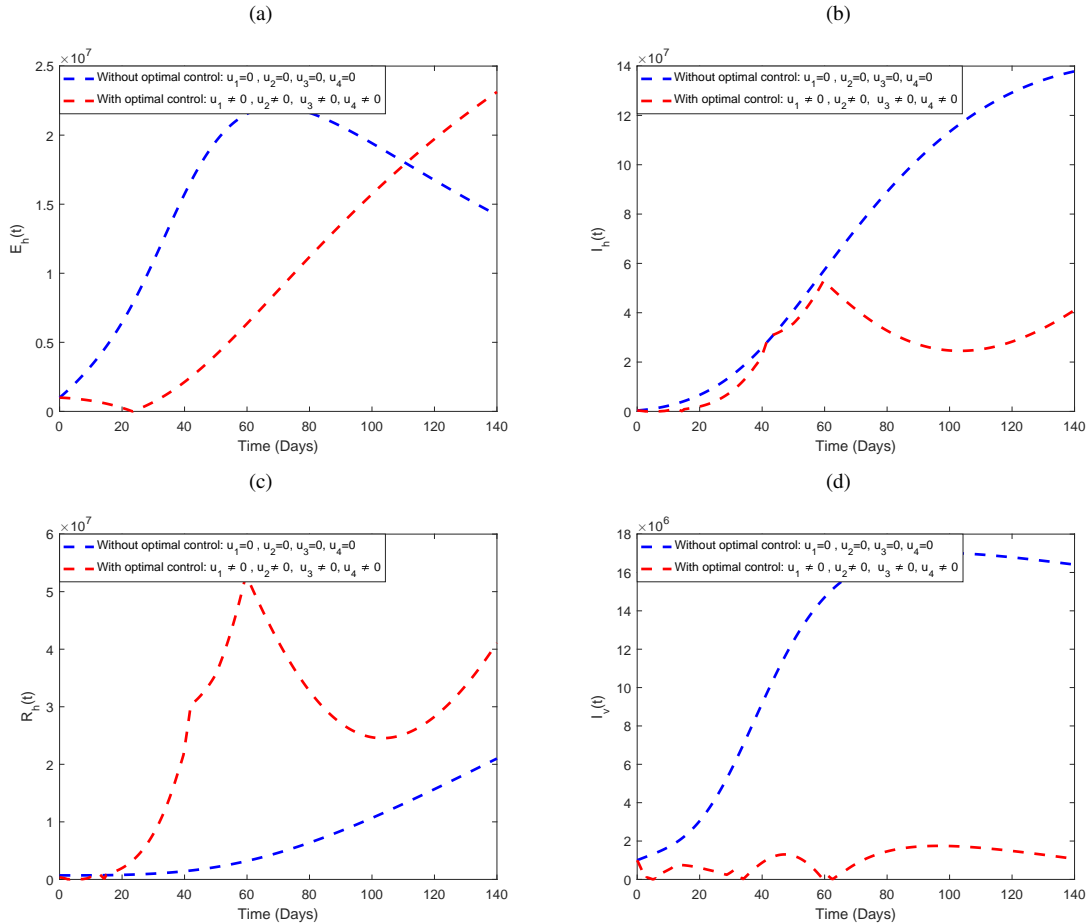 (a)
×10^7
2.5
2
1.5
1
0.5
0
E_h(t)
Without optimal control: u_1=0 , u_2=0, u_3=0, u_4=0
With optimal control: u_1 ≠ 0 , u_2≠ 0, u_3 ≠ 0, u_4 ≠ 0
0 20 40 60 80 100 120 140
Time (Days)
(b)
×10^7
14
12
10
8
6
4
2
0
I_h(t)
Without optimal control: u_1=0 , u_2=0, u_3=0, u_4=0
With optimal control: u_1 ≠ 0 , u_2≠ 0, u_3 ≠ 0, u_4 ≠ 0
0 20 40 60 80 100 120 140
Time (Days)
(c)
×10^7
6
5
4
3
2
1
0
R_h(t)
Without optimal control: u_1=0 , u_2=0, u_3=0, u_4=0
With optimal control: u_1 ≠ 0 , u_2≠ 0, u_3 ≠ 0, u_4 ≠ 0
0 20 40 60 80 100 120 140
Time (Days)
(d)
×10^6
18
16
14
12
10
8
6
4
2
0
I_v(t)
Without optimal control: u_1=0 , u_2=0, u_3=0, u_4=0
With optimal control: u_1 ≠ 0 , u_2≠ 0, u_3 ≠ 0, u_4 ≠ 0
0 20 40 60 80 100 120 140
Time (Days)